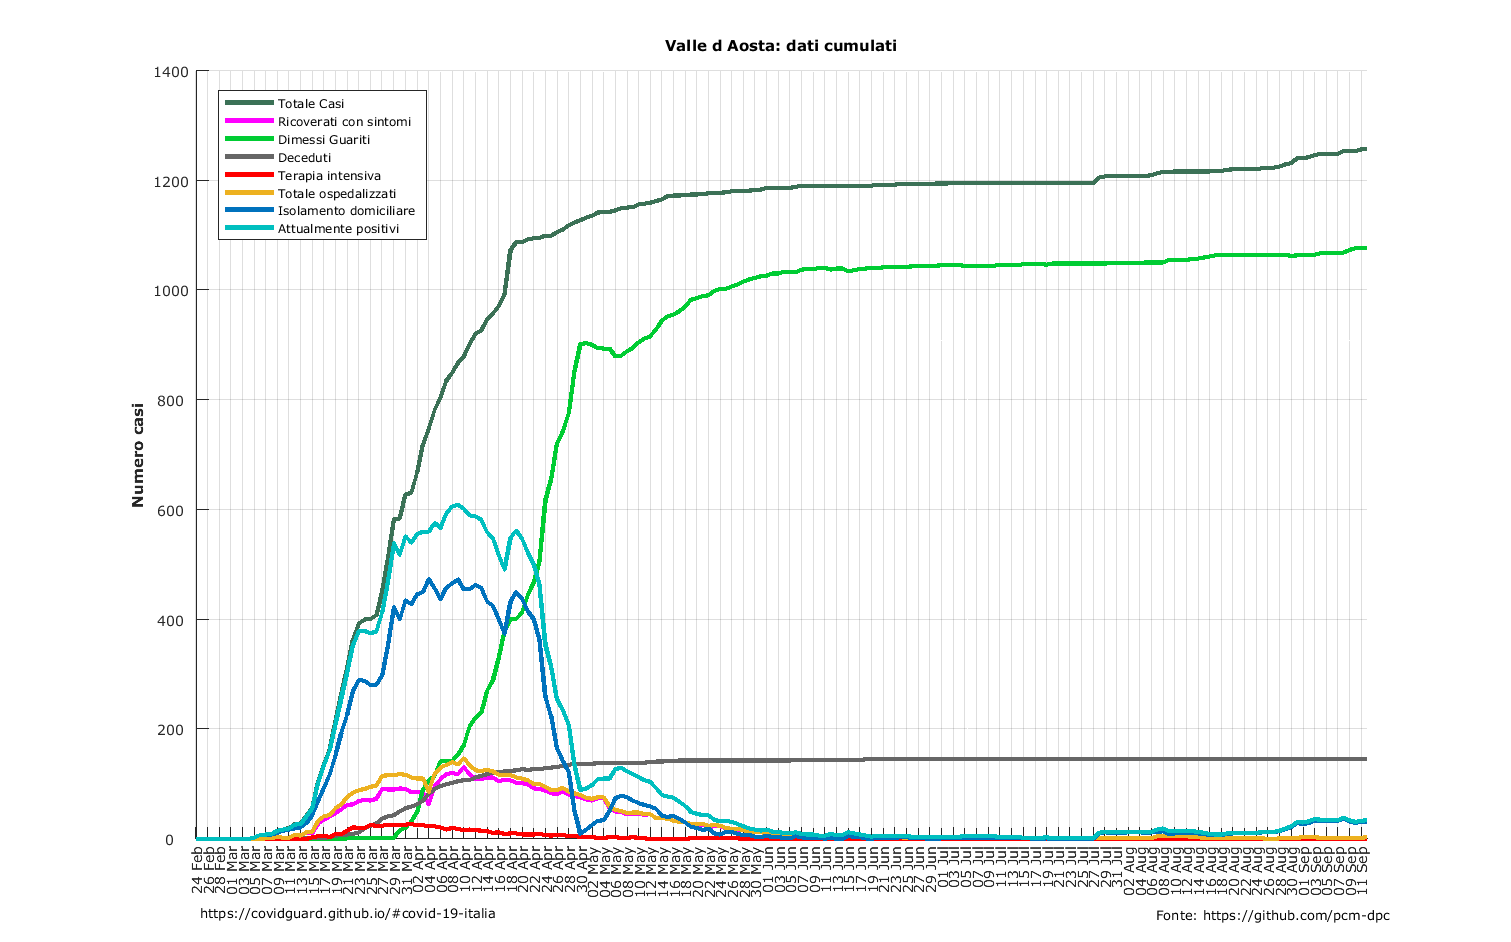 Valle d Aosta: dati cumulati
Numero casi
1400
1200
1000
800
600
400
200
0
Totale Casi
Ricoverati con sintomi
Dimessi Guariti
Deceduti
Terapia intensiva
Totale ospedalizzati
Isolamento domiciliare
Attualmente positivi
24 Feb
26 Feb
28 Feb
01 Mar
03 Mar
05 Mar
07 Mar
09 Mar
11 Mar
13 Mar
15 Mar
17 Mar
19 Mar
21 Mar
23 Mar
25 Mar
27 Mar
29 Mar
31 Mar
02 Apr
04 Apr
06 Apr
08 Apr
10 Apr
12 Apr
14 Apr
16 Apr
18 Apr
20 Apr
22 Apr
24 Apr
26 Apr
28 Apr
30 Apr
02 May
04 May
06 May
08 May
10 May
12 May
14 May
16 May
18 May
20 May
22 May
24 May
26 May
28 May
30 May
01 Jun
03 Jun
05 Jun
07 Jun
09 Jun
11 Jun
13 Jun
15 Jun
17 Jun
19 Jun
21 Jun
23 Jun
25 Jun
27 Jun
29 Jun
01 Jul
03 Jul
05 Jul
07 Jul
09 Jul
11 Jul
13 Jul
15 Jul
17 Jul
19 Jul
21 Jul
23 Jul
25 Jul
27 Jul
29 Jul
31 Jul
02 Aug
04 Aug
06 Aug
08 Aug
10 Aug
12 Aug
14 Aug
16 Aug
18 Aug
20 Aug
22 Aug
24 Aug
26 Aug
28 Aug
30 Aug
01 Sep
03 Sep
05 Sep
07 Sep
09 Sep
11 Sep
https://covidguard.github.io/#covid-19-italia
Fonte: https://github.com/pcm-dpc